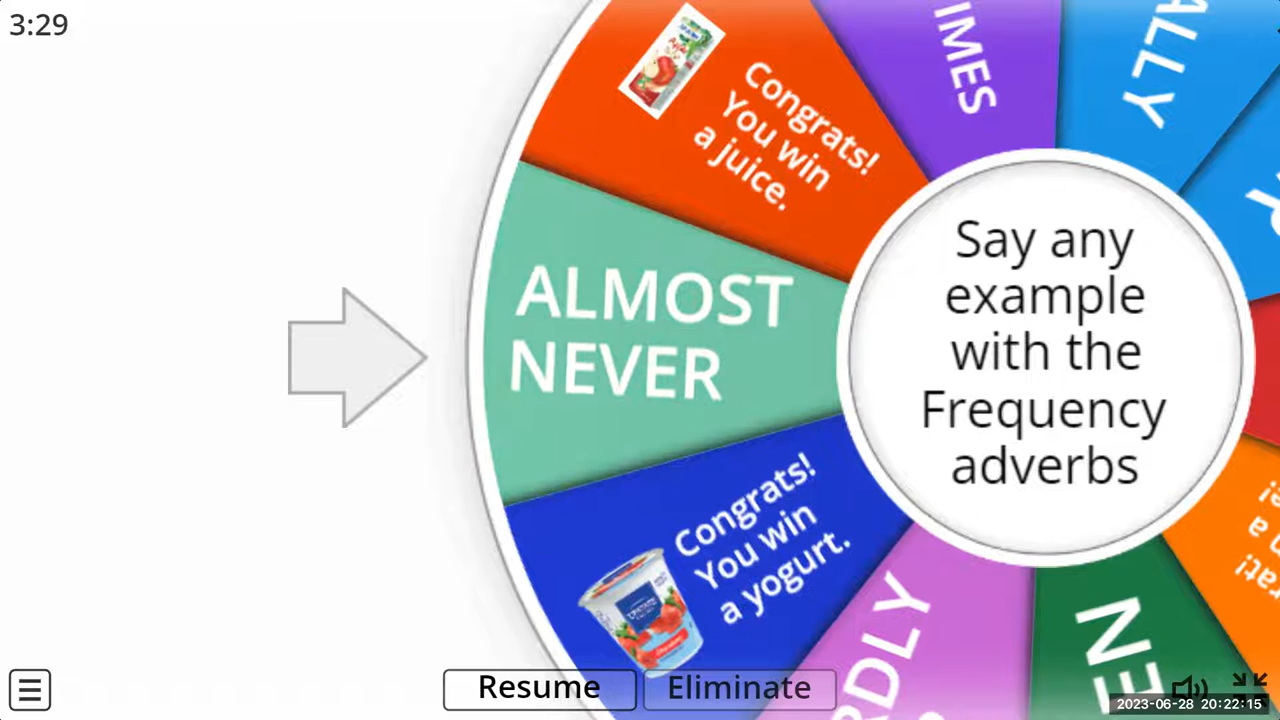 3:29
IMES
ALLY
Congrats!
You win
a juice.
Say any
example
with the
Frequency
adverbs
ALMOST
NEVER
Congrats!
You win
a yogurt.
RDLY
EN
Resume
Eliminate
2023-06-28 20:22:15